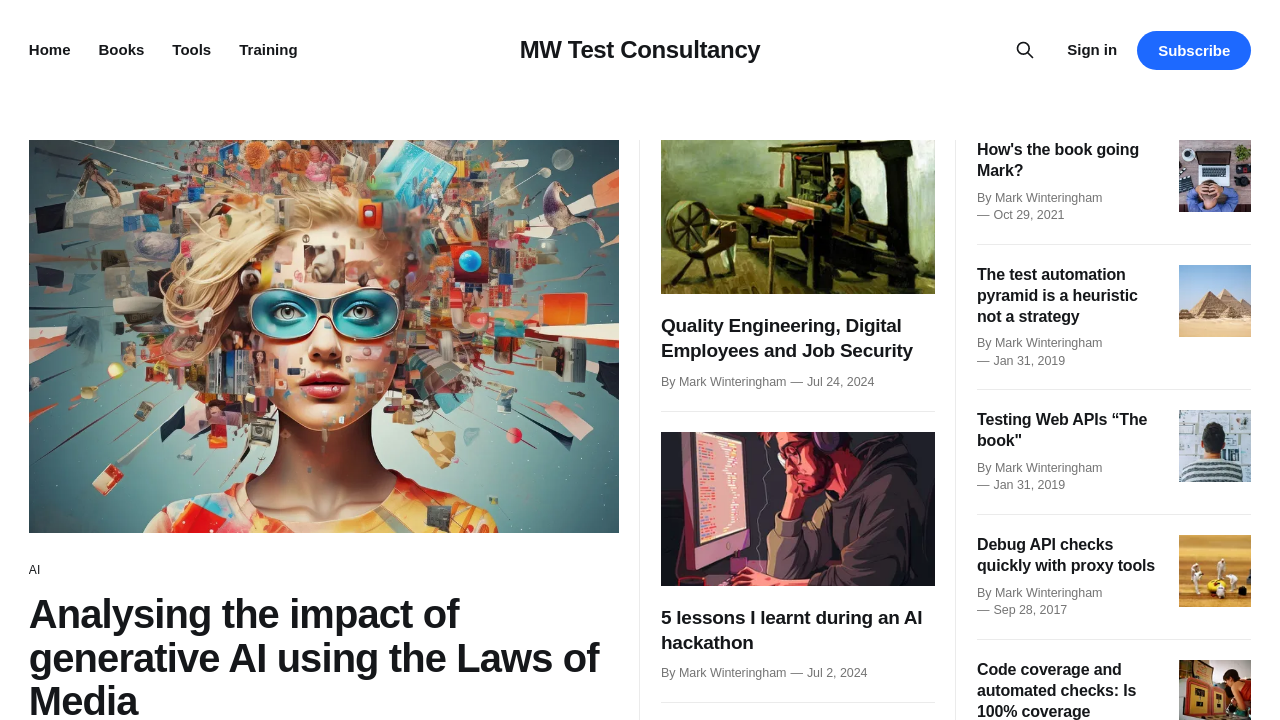 Home Books Tools Training MW Test Consultancy Sign in Subscribe
AI
Analysing the impact of
generative AI using the Laws of
Media
Quality Engineering, Digital
Employees and Job Security
By Mark Winteringham — Jul 24, 2024
5 lessons I learnt during an AI
hackathon
By Mark Winteringham — Jul 2, 2024
How's the book going
Mark?
By Mark Winteringham
— Oct 29, 2021
The test automation
pyramid is a heuristic
not a strategy
By Mark Winteringham
— Jan 31, 2019
Testing Web APIs “The
book"
By Mark Winteringham
— Jan 31, 2019
Debug API checks
quickly with proxy tools
By Mark Winteringham
— Sep 28, 2017
Code coverage and
automated checks: Is
100% coverage